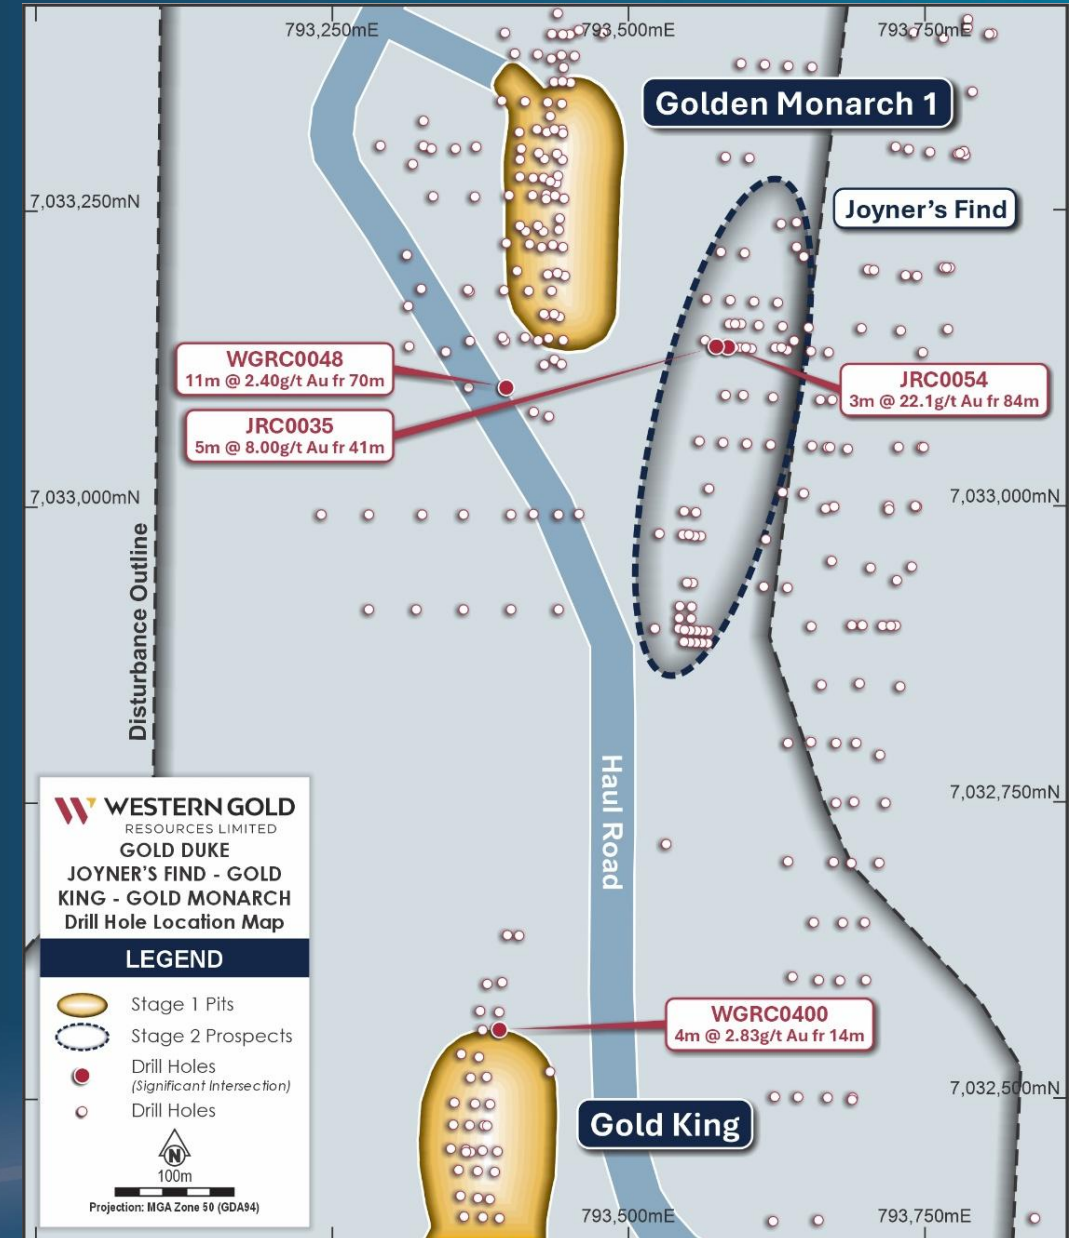 793,250mE
793,500mE
793,750mE
Golden Monarch 1
7,033,250mN
Joyner's Find
WGRC0048
11m @ 2.40g/t Au fr 70m
JRC0054
3m @ 22.1g/t Au fr 84m
JRC0035
5m @ 8.00g/t Au fr 41m
7,033,000mN
7,033,000mN
Disturbance Outline
Haul Road
7,032,750mN
WESTERN GOLD
RESOURCES LIMITED
GOLD DUKE
JOYNER'S FIND - GOLD
KING - GOLD MONARCH
Drill Hole Location Map
LEGEND
Stage 1 Pits
Stage 2 Prospects
Drill Holes
(Significant Intersection)
Drill Holes
N
100m
Projection: MGA Zone 50 (GDA94)
WGRC0400
4m @ 2.83g/t Au fr 14m
7,032,500mN
Gold King
793,500mE
793,750mE